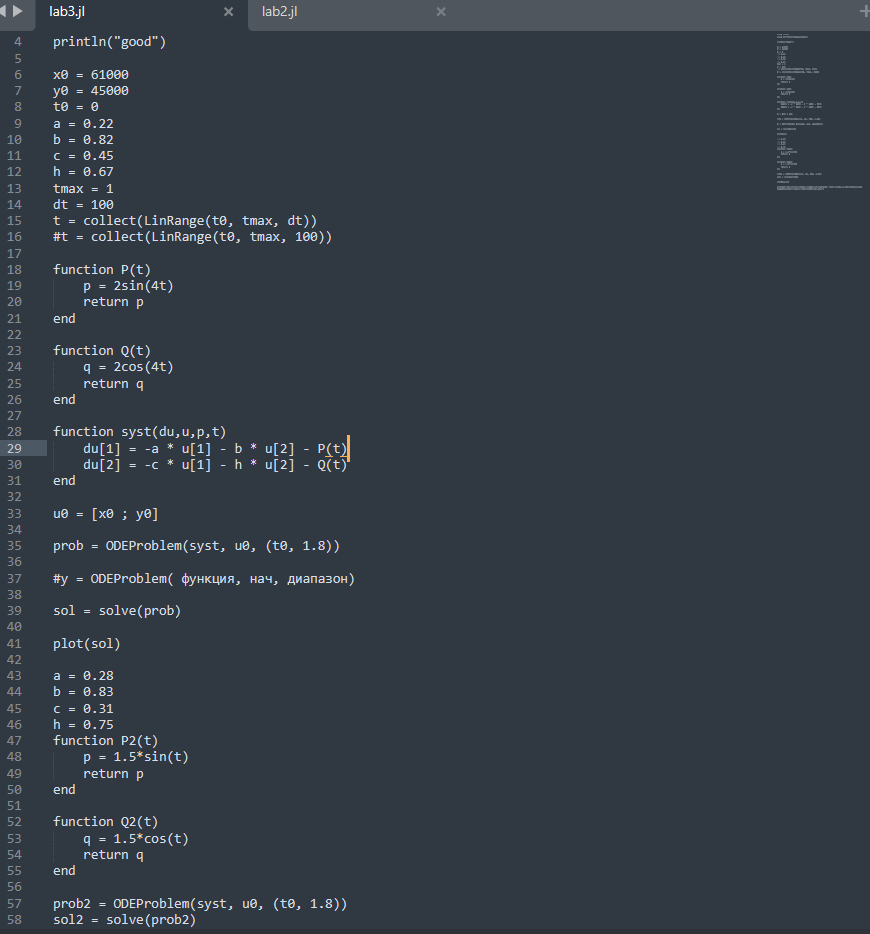 lab3.jl × lab2.jl × +
4 println("good")
5
6 x0 = 61000
7 y0 = 45000
8 t0 = 0
9 a = 0.22
10 b = 0.82
11 c = 0.45
12 h = 0.67
13 tmax = 1
14 dt = 100
15 t = collect(LinRange(t0, tmax, dt))
16 #t = collect(LinRange(t0, tmax, 100))
17
18 function P(t)
19 p = 2sin(4t)
20 return p
21 end
22
23 function Q(t)
24 q = 2cos(4t)
25 return q
26 end
27
28 function syst(du,u,p,t)
29 du[1] = -a * u[1] - b * u[2] - P(t)
30 du[2] = -c * u[1] - h * u[2] - Q(t)
31 end
32
33 u0 = [x0 ; y0]
34
35 prob = ODEProblem(syst, u0, (t0, 1.8))
36
37 #y = ODEProblem( функция, нач, диапазон)
38
39 sol = solve(prob)
40
41 plot(sol)
42
43 a = 0.28
44 b = 0.83
45 c = 0.31
46 h = 0.75
47 function P2(t)
48 p = 1.5*sin(t)
49 return p
50 end
51
52 function Q2(t)
53 q = 1.5*cos(t)
54 return q
55 end
56
57 prob2 = ODEProblem(syst, u0, (t0, 1.8))
58 sol2 = solve(prob2)